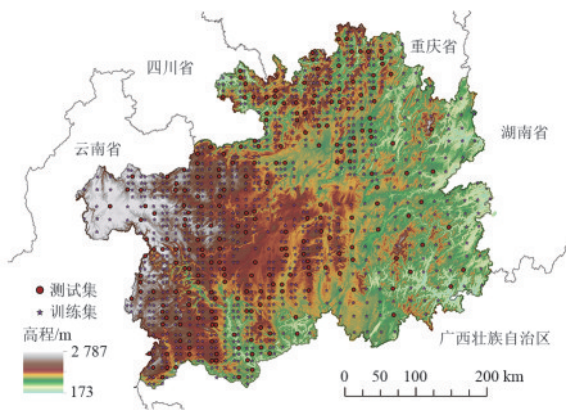 四川省
重庆省
湖南省
云南省
测试集
训练集
高程/m
2 787
173
广西壮族自治区
0 50 100 200 km